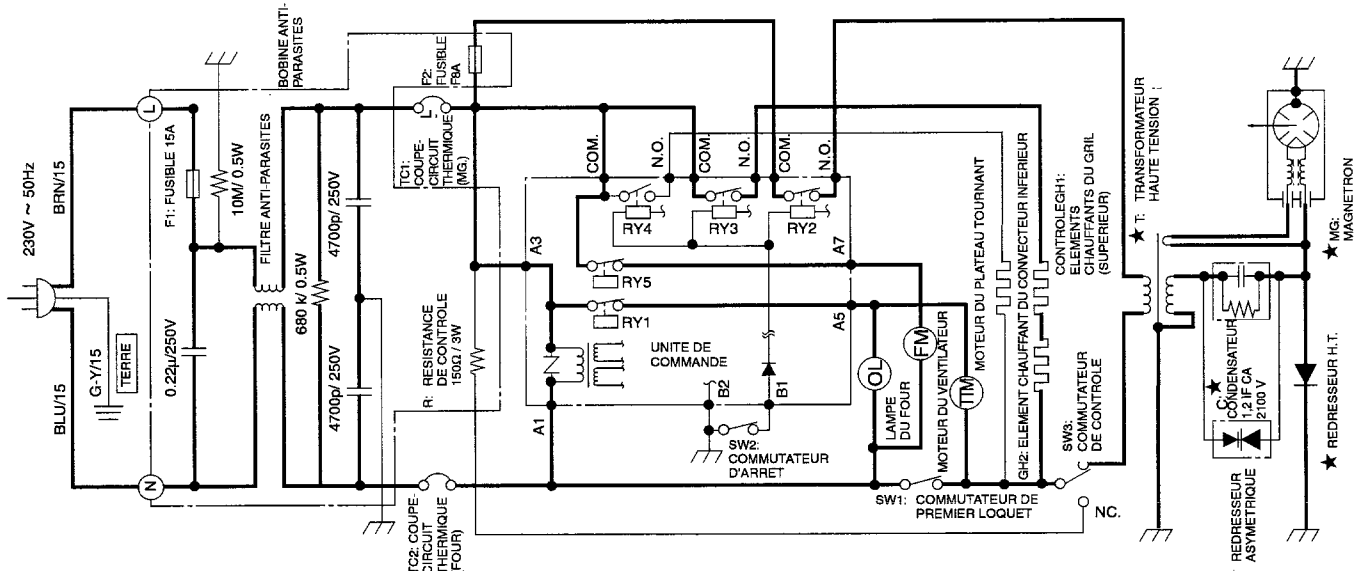 230V ~ 50Hz
BLU/15
BRN/15
G-Y/15
TERRE
N
L
F1: FUSIBLE 15A
10M/ 0.5W
0.22µ/250V
FILTRE ANTI-PARASITES
680 k/ 0.5W
4700p/ 250V
4700p/ 250V
BOBINE ANTI-
PARASITES
TC1:
COUPE-
CIRCUIT
THERMIQUE
(MG.)
F2:
FUSIBLE
F8A
TC2: COUPE-
CIRCUIT
THERMIQUE
(FOUR)
R: RESISTANCE
DE CONTROLE
150Ω / 3W
A1
A3
COM.
N.O.
COM.
N.O.
COM.
N.O.
RY4
RY3
RY2
RY5
RY1
A7
A5
UNITE DE
COMMANDE
B2
B1
SW2:
COMMUTATEUR
D'ARRET
OL
LAMPE
DU FOUR
FM
MOTEUR DU VENTILATEUR
TTM
MOTEUR DU PLATEAU TOURNANT
SW1: COMMUTATEUR DE
PREMIER LOQUET
GH2: ELEMENT CHAUFFANT DU CONVECTEUR INFERIEUR
CONTROLEGH1:
ELEMENTS
CHAUFFANTS DU GRIL
(SUPERIEUR)
SW3:
COMMUTATEUR
DE CONTROLE
NC.
★ T: TRANSFORMATEUR
HAUTE TENSION :
C:★
CONDENSATEUR
1,2 IF CA
2100 V
REDRESSEUR
ASYMETRIQUE
★ REDRESSEUR H.T.
★ MG:
MAGNETRON